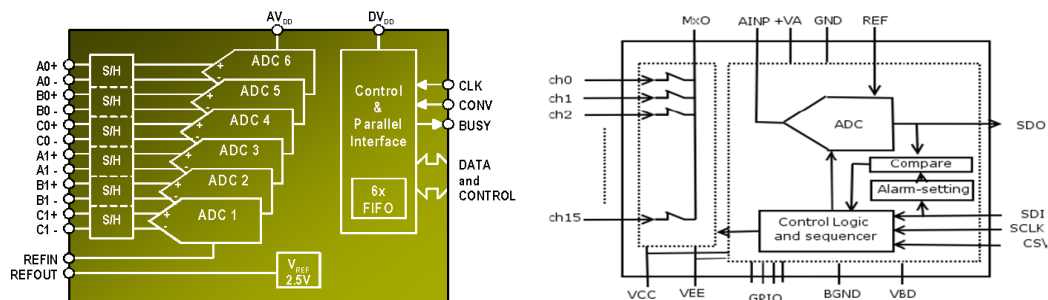 AVDD
DVDD
A0+
A0 -
B0+
B0 -
C0+
C0 -
A1+
A1 -
B1+
B1 -
C1+
C1 -
REFIN
REFOUT
S/H
S/H
S/H
S/H
S/H
S/H
+
-
ADC 6
+
-
ADC 5
+
-
ADC 4
+
-
ADC 3
+
-
ADC 2
+
-
ADC 1
VREF
2.5V
Control
&
Parallel
Interface
6x
FIFO
CLK
CONV
BUSY
DATA
and
CONTROL
MxO
AINP
+VA
GND
REF
ch0
ch1
ch2
ch15
ADC
Compare
Alarm-setting
Control Logic
and sequencer
SDO
SDI
SCLK
CSV
VCC
VEE
GPIO
BGND
VBD